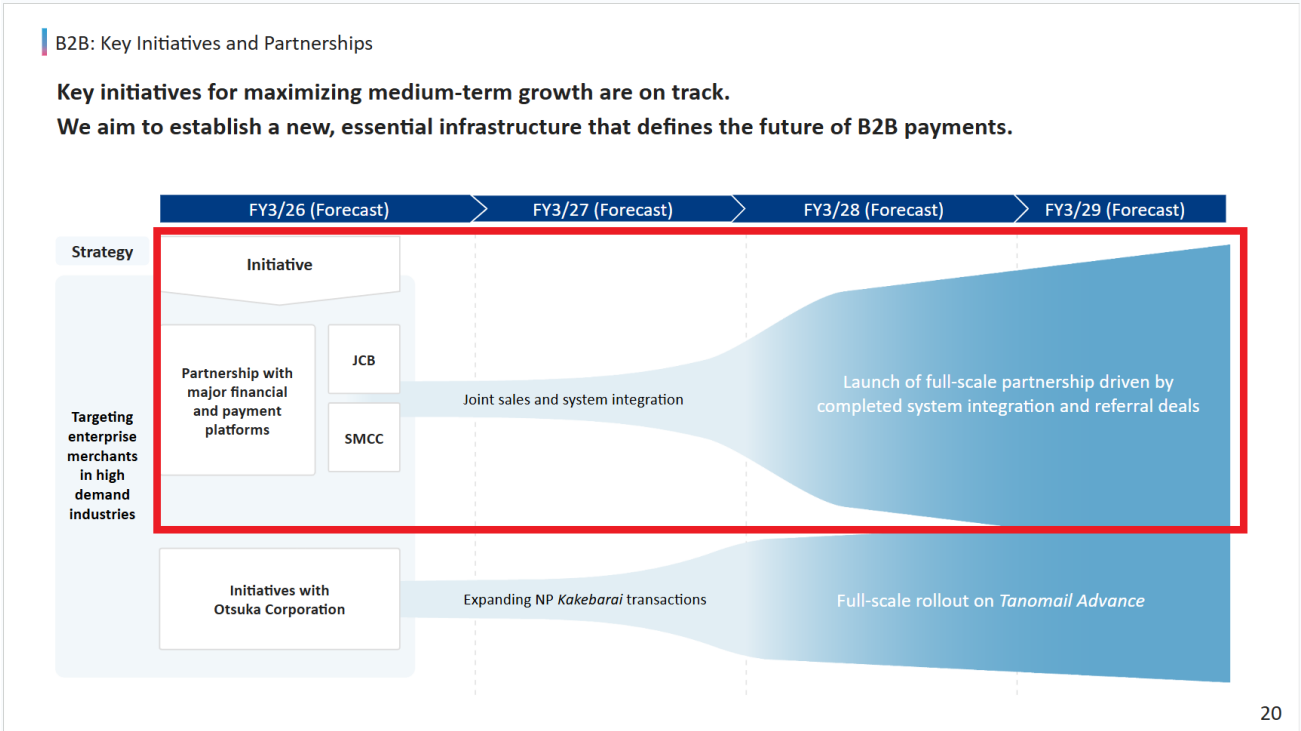 B2B: Key Initiatives and Partnerships
Key initiatives for maximizing medium-term growth are on track.
We aim to establish a new, essential infrastructure that defines the future of B2B payments.
FY3/26 (Forecast)
FY3/27 (Forecast)
FY3/28 (Forecast)
FY3/29 (Forecast)
Strategy
Initiative
Targeting
enterprise
merchants
in high
demand
industries
Partnership with
major financial
and payment
platforms
JCB
SMCC
Joint sales and system integration
Launch of full-scale partnership driven by
completed system integration and referral deals
Initiatives with
Otsuka Corporation
Expanding NP Kakebarai transactions
Full-scale rollout on Tanomail Advance
20